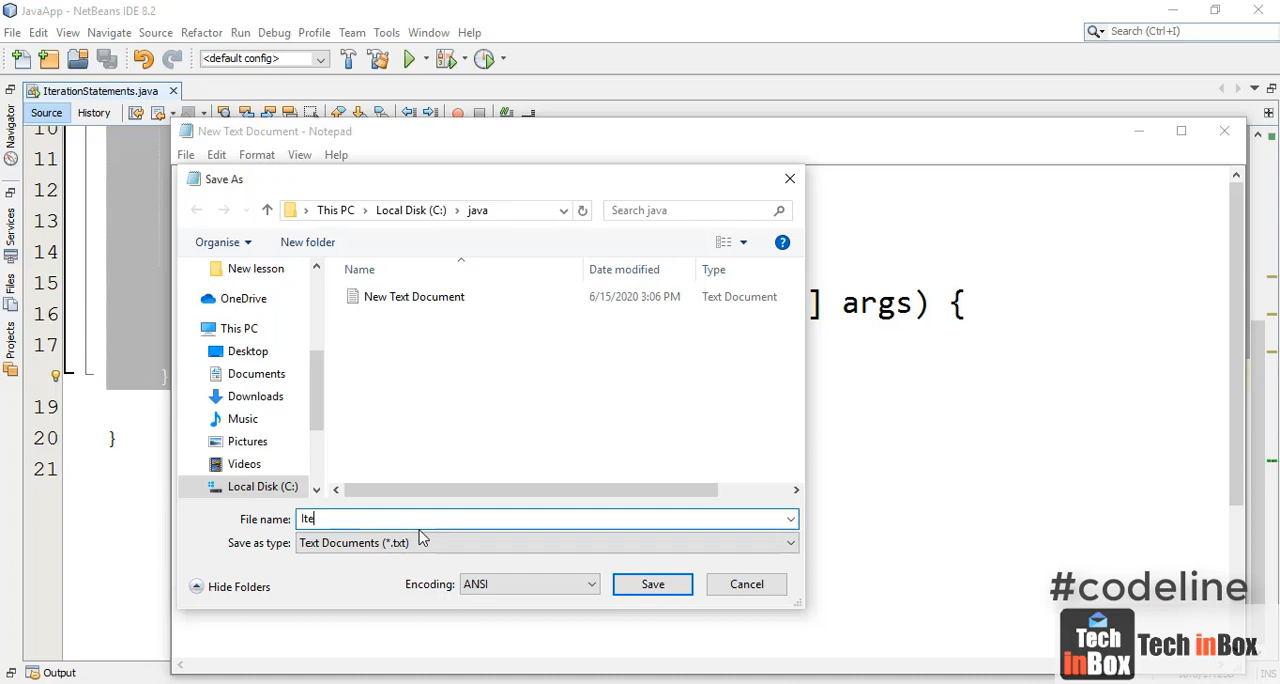 JavaApp - NetBeans IDE 8.2
File Edit View Navigate Source Refactor Run Debug Profile Team Tools Window Help
Search (Ctrl+I)
<default config>
IterationStatements.java
Source History
Navigator
Services
Files
Projects
10
11
12
13
14
15
16
17
}
19
20 }
21
New Text Document - Notepad
File Edit Format View Help
Save As
This PC > Local Disk (C:) > java
Search java
Organise New folder
Name Date modified Type
New Text Document 6/15/2020 3:06 PM Text Document
New lesson
OneDrive
This PC
Desktop
Documents
Downloads
Music
Pictures
Videos
Local Disk (C:)
] args) {
File name: Ite
Save as type: Text Documents (*.txt)
Hide Folders
Encoding: ANSI
Save Cancel
#codeline
Tech inBox
Tech inBox
Output
INS